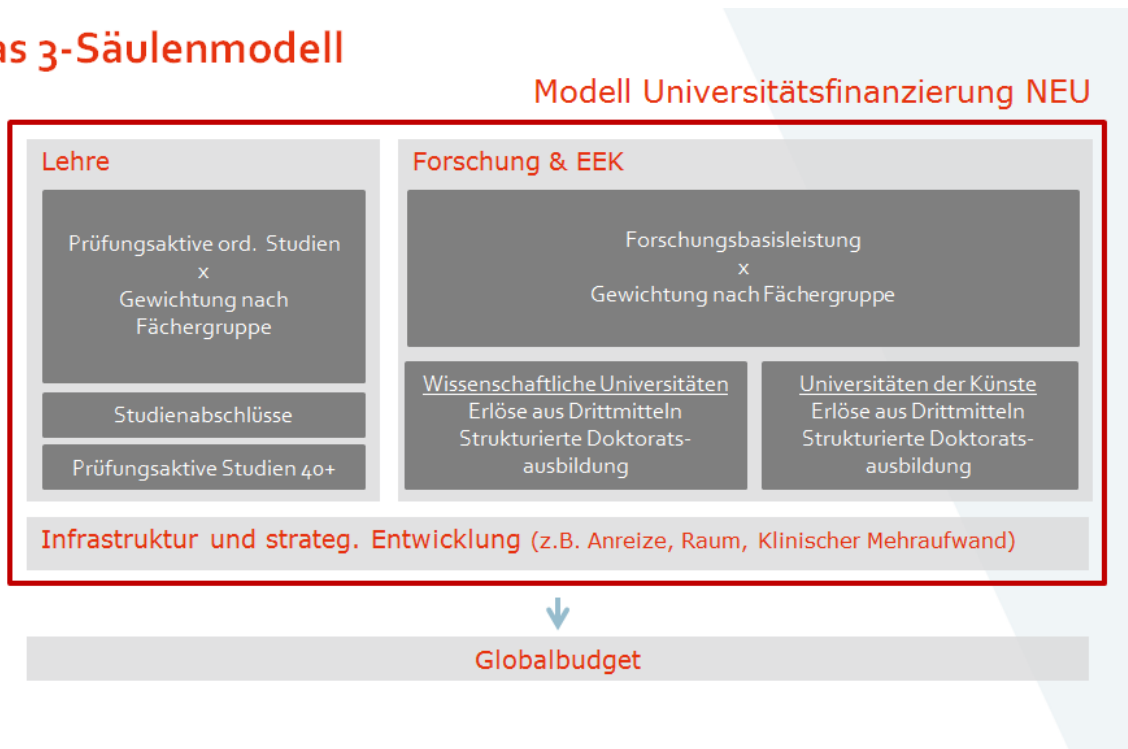 as 3-Säulenmodell
Modell Universitätsfinanzierung NEU
Lehre
Prüfungsaktive ord. Studien
x
Gewichtung nach
Fächergruppe
Studienabschlüsse
Prüfungsaktive Studien 40+
Forschung & EEK
Forschungsbasisleistung
x
Gewichtung nach Fächergruppe
Wissenschaftliche Universitäten
Erlöse aus Drittmitteln
Strukturierte Doktorats-
ausbildung
Universitäten der Künste
Erlöse aus Drittmitteln
Strukturierte Doktorats-
ausbildung
Infrastruktur und strateg. Entwicklung (z.B. Anreize, Raum, Klinischer Mehraufwand)
Globalbudget